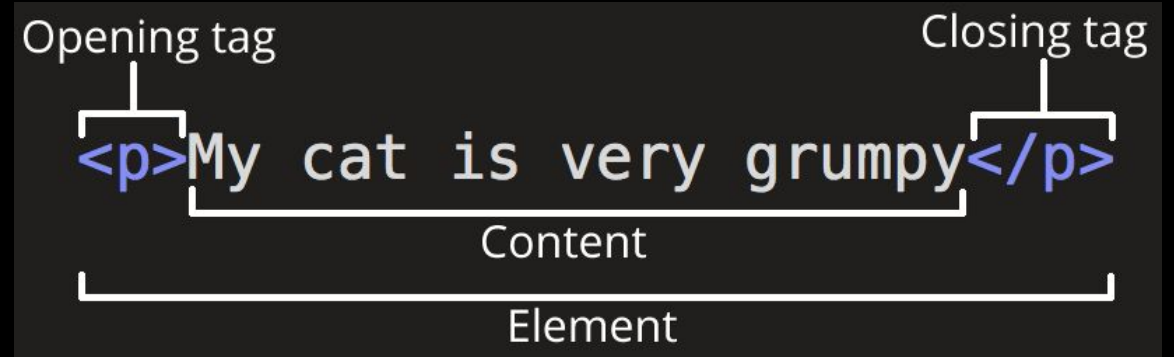 Opening tag
Closing tag
<p>My cat is very grumpy</p>
Content
Element